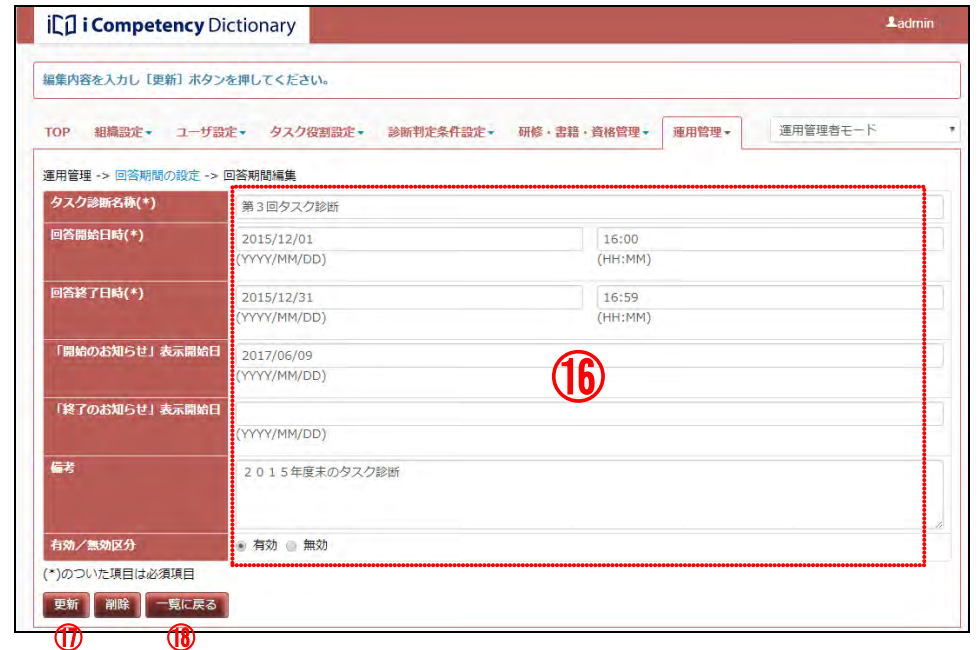 iCD i Competency Dictionary
admin
編集内容を入力し［更新］ボタンを押してください。
TOP 組織設定 ユーザ設定 タスク役割設定 診断判定条件設定 研修・書籍・資格管理 運用管理 運用管理者モード
運用管理 -> 回答期間の設定 -> 回答期間編集
タスク診断名称(*) 第３回タスク診断
回答開始日時(*) 2015/12/01 16:00
(YYYY/MM/DD) (HH:MM)
回答終了日時(*) 2015/12/31 16:59
(YYYY/MM/DD) (HH:MM)
「開始のお知らせ」表示開始日 2017/06/09
(YYYY/MM/DD)
⑯
「終了のお知らせ」表示開始日
(YYYY/MM/DD)
備考 ２０１５年度末のタスク診断
有効／無効区分 有効 無効
(*)のついた項目は必須項目
更新 削除 一覧に戻る
⑰ ⑱